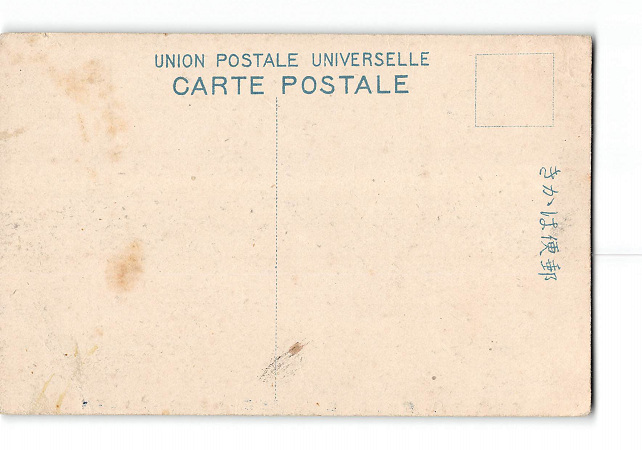 UNION POSTALE UNIVERSELLE
CARTE POSTALE
きかは便郵